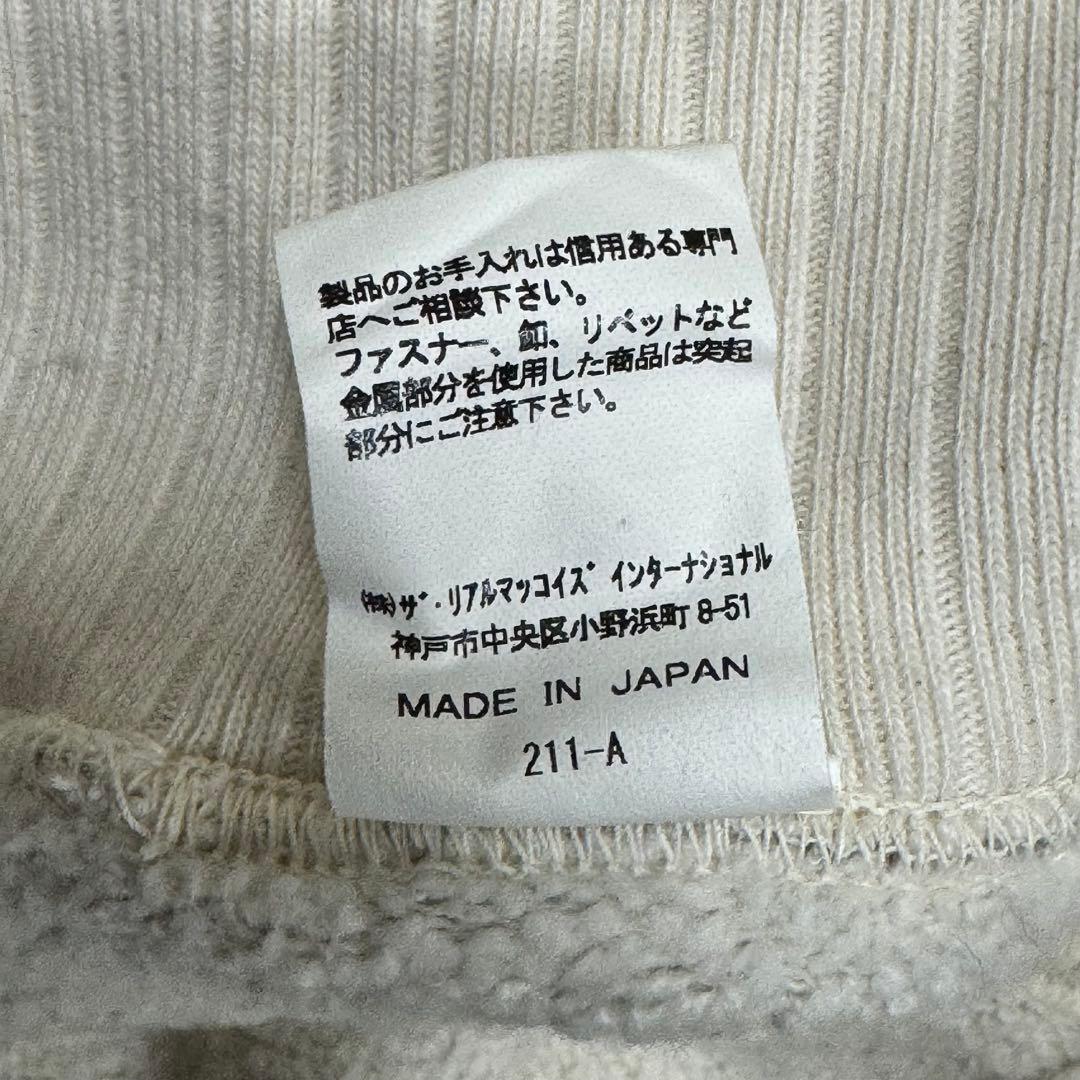 製品のお手入れは信用ある専門
店へご相談下さい。
ファスナー、釦、リベットなど
金属部分を使用した商品は突起
部分にご注意下さい。
㈱ザ・リアルマッコイズ インターナショナル
神戸市中央区小野浜町8-51
MADE IN JAPAN
211-A